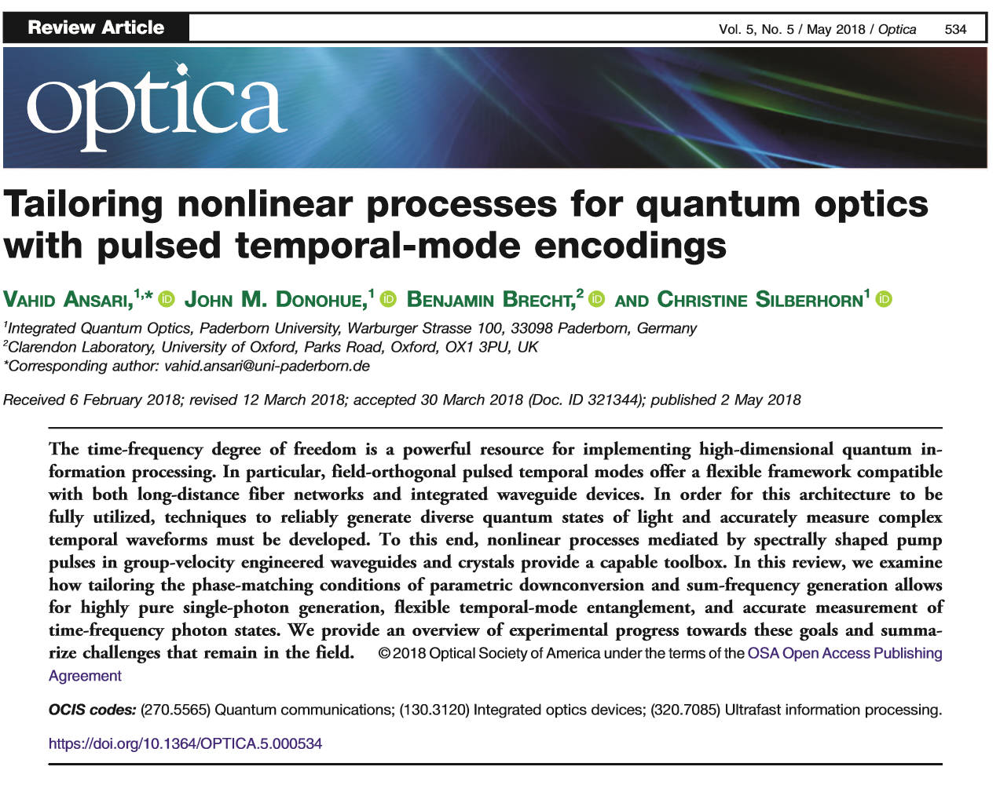 Review Article
Vol. 5, No. 5 / May 2018 / Optica 534
optica
Tailoring nonlinear processes for quantum optics
with pulsed temporal-mode encodings
Vahid Ansari,1,* iD John M. Donohue,1 iD Benjamin Brecht,2 iD and Christine Silberhorn1 iD
1Integrated Quantum Optics, Paderborn University, Warburger Strasse 100, 33098 Paderborn, Germany
2Clarendon Laboratory, University of Oxford, Parks Road, Oxford, OX1 3PU, UK
*Corresponding author: vahid.ansari@uni-paderborn.de
Received 6 February 2018; revised 12 March 2018; accepted 30 March 2018 (Doc. ID 321344); published 2 May 2018
The time-frequency degree of freedom is a powerful resource for implementing high-dimensional quantum in-
formation processing. In particular, field-orthogonal pulsed temporal modes offer a flexible framework compatible
with both long-distance fiber networks and integrated waveguide devices. In order for this architecture to be
fully utilized, techniques to reliably generate diverse quantum states of light and accurately measure complex
temporal waveforms must be developed. To this end, nonlinear processes mediated by spectrally shaped pump
pulses in group-velocity engineered waveguides and crystals provide a capable toolbox. In this review, we examine
how tailoring the phase-matching conditions of parametric downconversion and sum-frequency generation allows
for highly pure single-photon generation, flexible temporal-mode entanglement, and accurate measurement of
time-frequency photon states. We provide an overview of experimental progress towards these goals and summa-
rize challenges that remain in the field. © 2018 Optical Society of America under the terms of the OSA Open Access Publishing
Agreement
OCIS codes: (270.5565) Quantum communications; (130.3120) Integrated optics devices; (320.7085) Ultrafast information processing.
https://doi.org/10.1364/OPTICA.5.000534